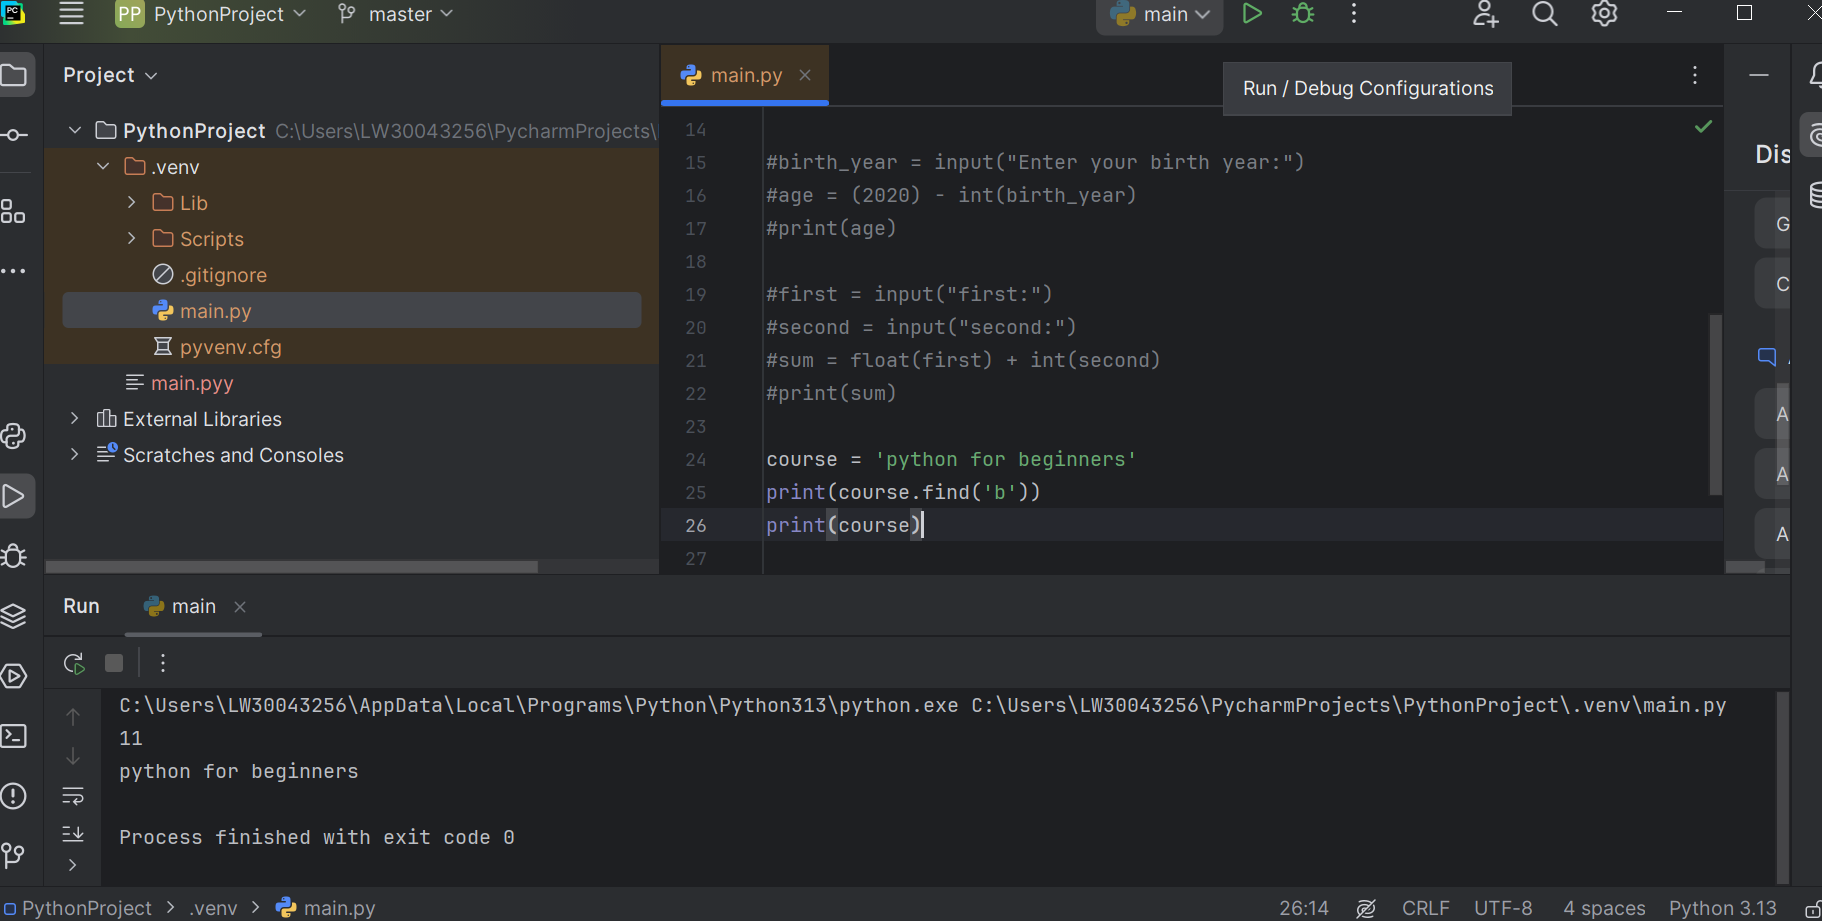 PC
PP PythonProject master main
Project
main.py
Run / Debug Configurations
PythonProject C:\Users\LW30043256\PycharmProjects\
.venv
Lib
Scripts
.gitignore
main.py
pyvenv.cfg
main.pyy
External Libraries
Scratches and Consoles
14
15 #birth_year = input("Enter your birth year:")
16 #age = (2020) - int(birth_year)
17 #print(age)
18
19 #first = input("first:")
20 #second = input("second:")
21 #sum = float(first) + int(second)
22 #print(sum)
23
24 course = 'python for beginners'
25 print(course.find('b'))
26 print(course)
27
Dis
G
C
A
A
A
Run main
C:\Users\LW30043256\AppData\Local\Programs\Python\Python313\python.exe C:\Users\LW30043256\PycharmProjects\PythonProject\.venv\main.py
11
python for beginners
Process finished with exit code 0
PythonProject > .venv > main.py 26:14 CRLF UTF-8 4 spaces Python 3.13